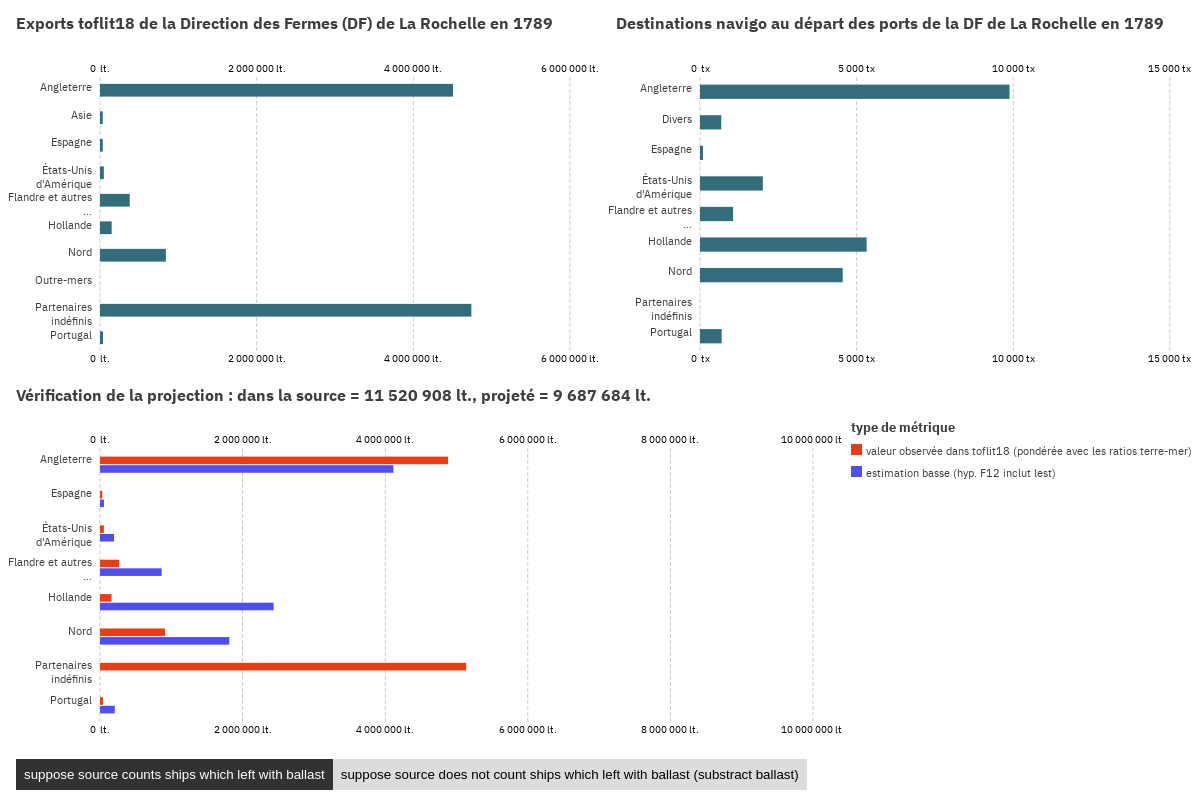 Exports toflit18 de la Direction des Fermes (DF) de La Rochelle en 1789
0 lt. 2 000 000 lt. 4 000 000 lt. 6 000 000 lt.
Angleterre
Asie
Espagne
États-Unis
d'Amérique
Flandre et autres
...
Hollande
Nord
Outre-mers
Partenaires
indéfinis
Portugal
0 lt. 2 000 000 lt. 4 000 000 lt. 6 000 000 lt.
Destinations navigo au départ des ports de la DF de La Rochelle en 1789
0 tx 5 000 tx 10 000 tx 15 000 tx
Angleterre
Divers
Espagne
États-Unis
d'Amérique
Flandre et autres
...
Hollande
Nord
Partenaires
indéfinis
Portugal
0 tx 5 000 tx 10 000 tx 15 000 tx
Vérification de la projection : dans la source = 11 520 908 lt., projeté = 9 687 684 lt.
0 lt. 2 000 000 lt. 4 000 000 lt. 6 000 000 lt. 8 000 000 lt. 10 000 000 lt
Angleterre
Espagne
États-Unis
d'Amérique
Flandre et autres
...
Hollande
Nord
Partenaires
indéfinis
Portugal
0 lt. 2 000 000 lt. 4 000 000 lt. 6 000 000 lt. 8 000 000 lt. 10 000 000 lt
type de métrique
valeur observée dans toflit18 (pondérée avec les ratios terre-mer)
estimation basse (hyp. F12 inclut lest)
suppose source counts ships which left with ballast
suppose source does not count ships which left with ballast (substract ballast)